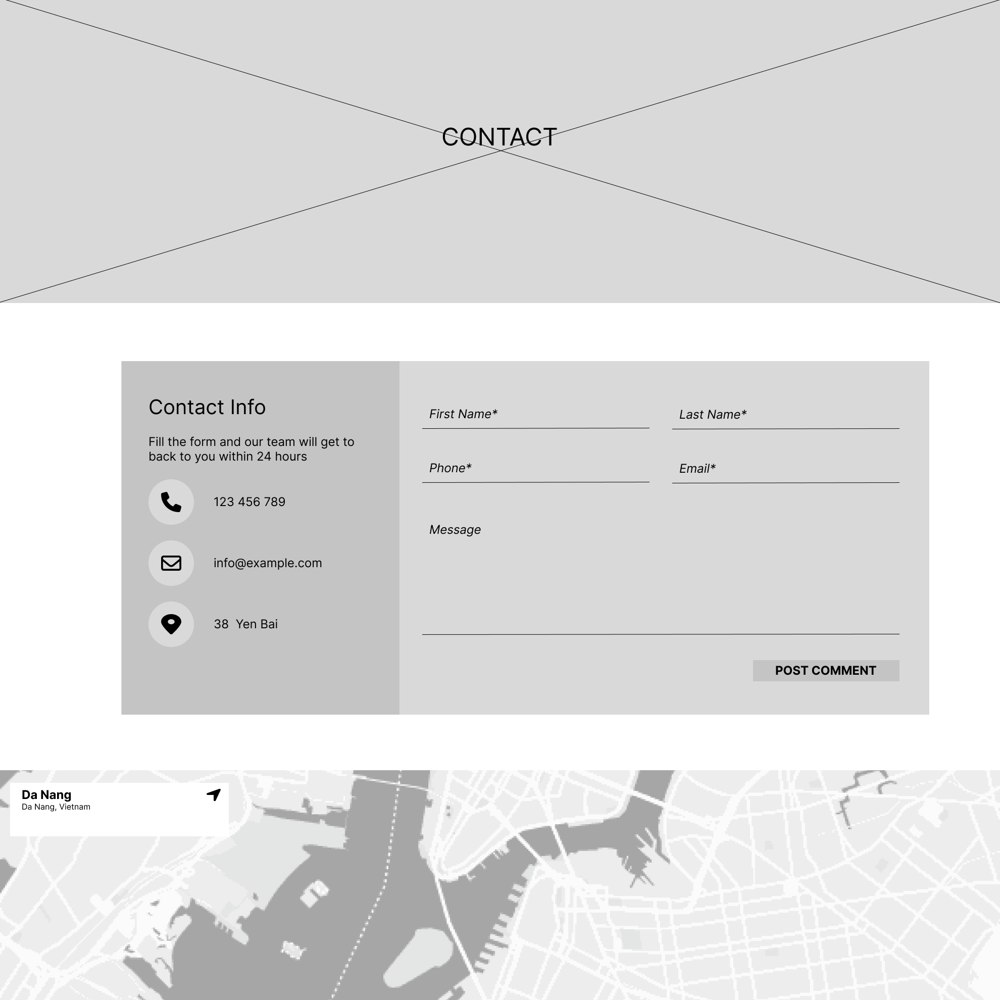 CONTACT
Contact Info
Fill the form and our team will get to
back to you within 24 hours
123 456 789
info@example.com
38  Yen Bai
First Name*
Last Name*
Phone*
Email*
Message
POST COMMENT
Da Nang
Da Nang, Vietnam